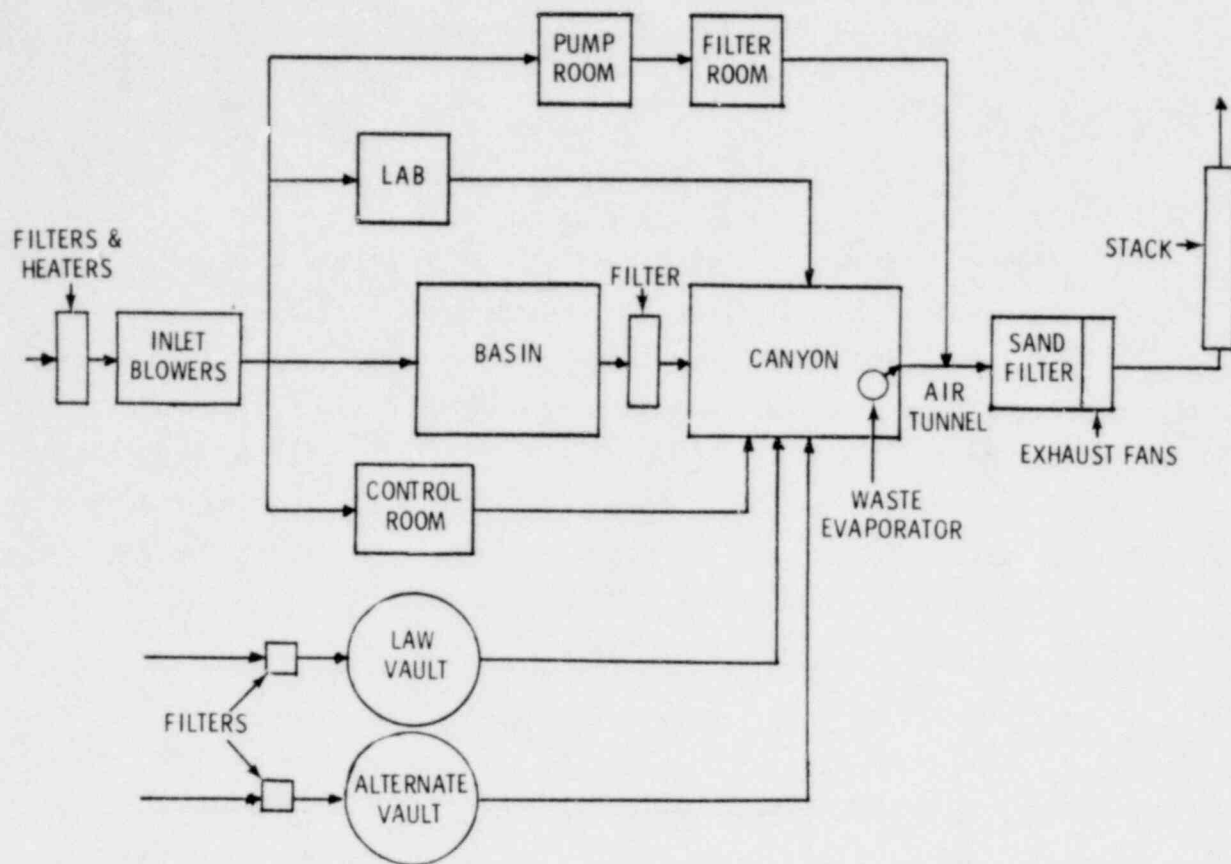 PUMP
ROOM
FILTER
ROOM
LAB
FILTERS &
HEATERS
STACK
FILTER
INLET
BLOWERS
BASIN
CANYON
SAND
FILTER
AIR
TUNNEL
EXHAUST FANS
WASTE
EVAPORATOR
CONTROL
ROOM
LAW
VAULT
FILTERS
ALTERNATE
VAULT